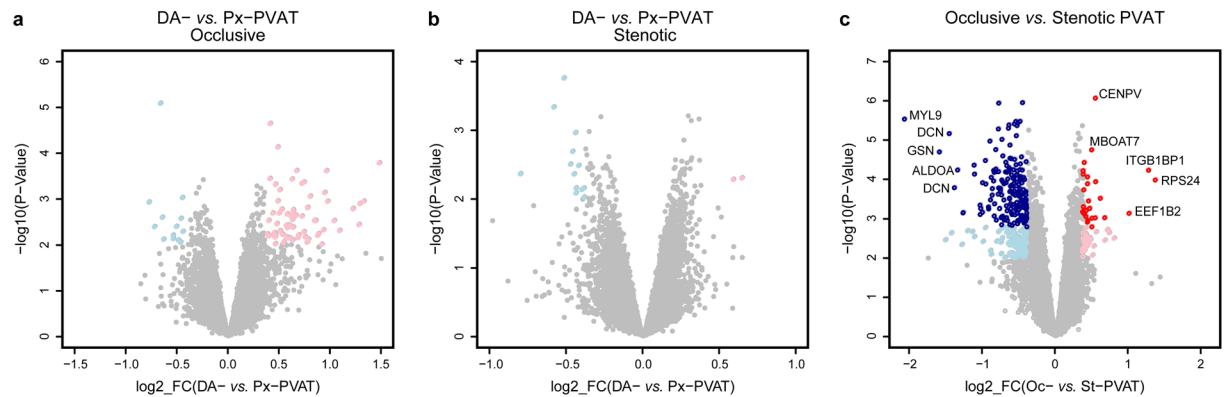 a
DA− vs. Px−PVAT
Occlusive
−log10(P−Value)
6
5
4
3
2
1
0
−1.5 −1.0 −0.5 0.0 0.5 1.0 1.5
log2_FC(DA− vs. Px−PVAT)
b
DA− vs. Px−PVAT
Stenotic
−log10(P−Value)
4
3
2
1
0
−1.0 −0.5 0.0 0.5 1.0
log2_FC(DA− vs. Px−PVAT)
c
Occlusive vs. Stenotic PVAT
−log10(P−Value)
7
6
5
4
3
2
1
0
CENPV
MYL9
DCN
MBOAT7
GSN
ITGB1BP1
ALDOA
RPS24
DCN
EEF1B2
−2 −1 0 1 2
log2_FC(Oc− vs. St−PVAT)